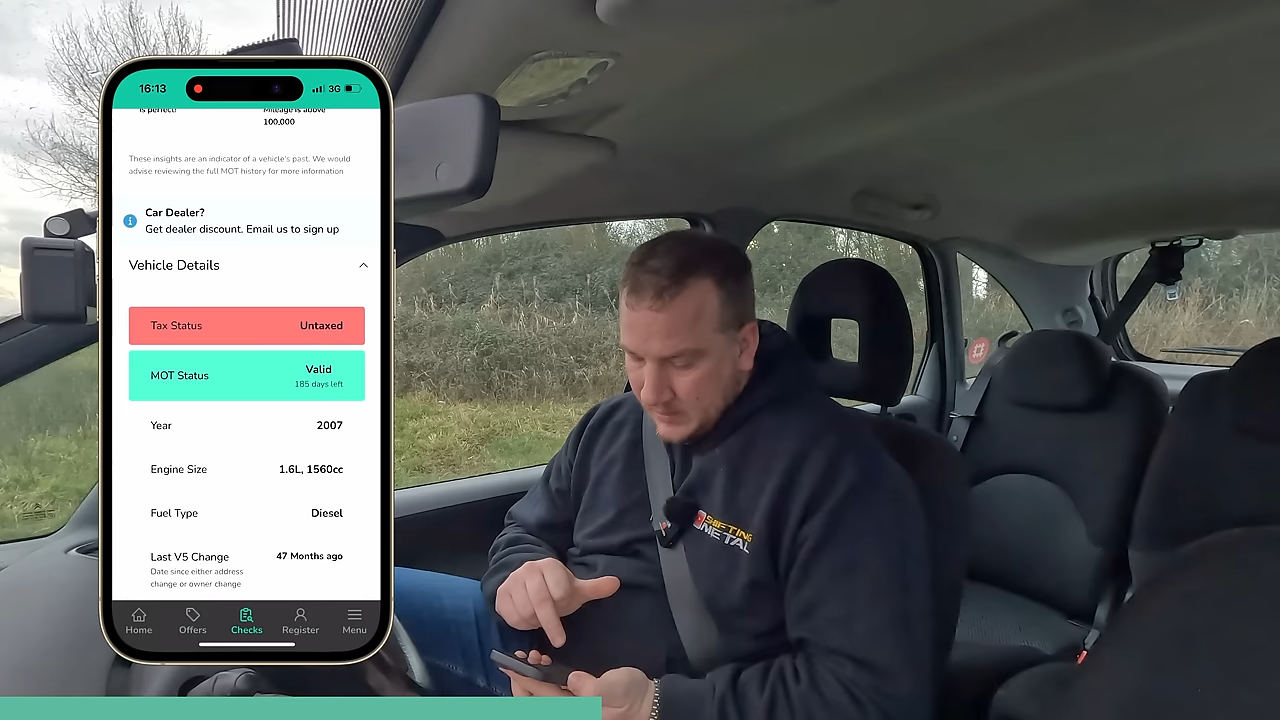 16:13
3G
is perfect!
Mileage is above
100,000
These insights are an indicator of a vehicle's past. We would
advise reviewing the full MOT history for more information
Car Dealer?
Get dealer discount. Email us to sign up
Vehicle Details
Tax Status
Untaxed
MOT Status
Valid
185 days left
Year
2007
Engine Size
1.6L, 1560cc
Fuel Type
Diesel
Last V5 Change
47 Months ago
Date since either address
change or owner change
Home
Offers
Checks
Register
Menu
SHIFTING
METAL